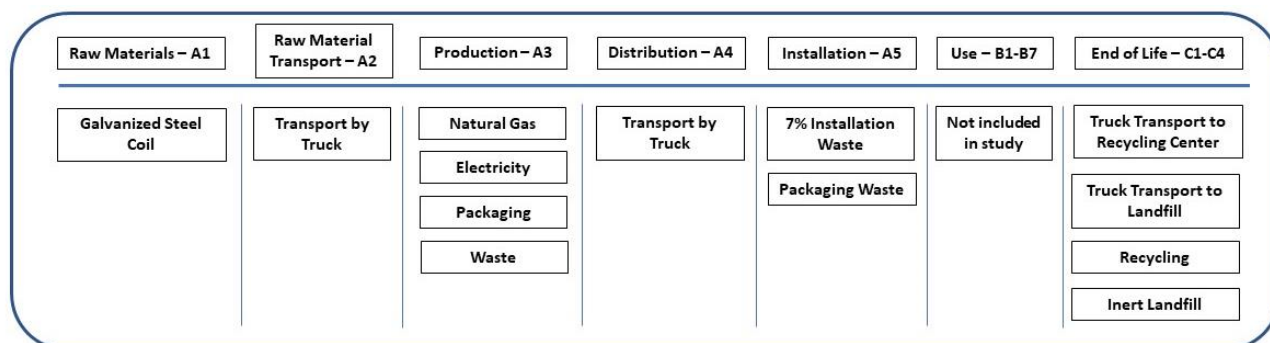 Raw Materials – A1
Raw Material
Transport – A2
Production – A3
Distribution – A4
Installation – A5
Use – B1-B7
End of Life – C1-C4
Galvanized Steel
Coil
Transport by
Truck
Natural Gas
Electricity
Packaging
Waste
Transport by
Truck
7% Installation
Waste
Packaging Waste
Not included
in study
Truck Transport to
Recycling Center
Truck Transport to
Landfill
Recycling
Inert Landfill